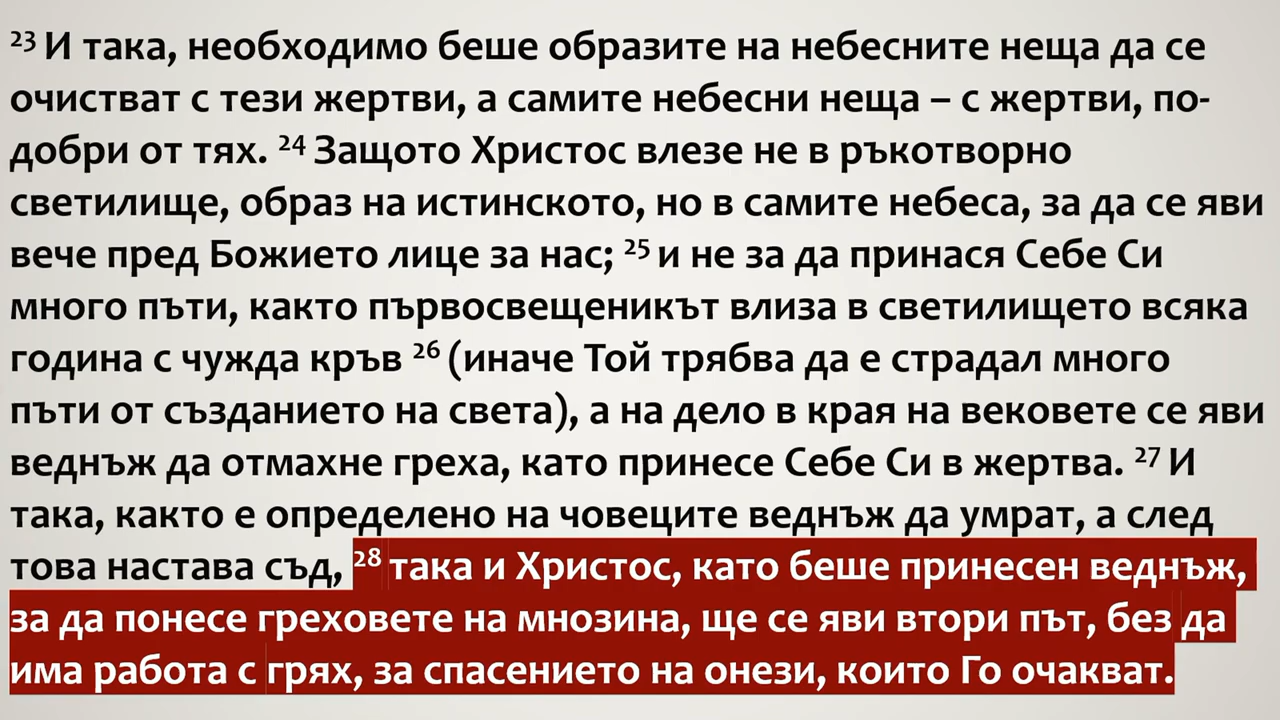 ²³ И така, необходимо беше образите на небесните неща да се
очистват с тези жертви, а самите небесни неща – с жертви, по-
добри от тях. ²⁴ Защото Христос влезе не в ръкотворно
светилище, образ на истинското, но в самите небеса, за да се яви
вече пред Божието лице за нас; ²⁵ и не за да принася Себе Си
много пъти, както първосвещеникът влиза в светилището всяка
година с чужда кръв ²⁶ (иначе Той трябва да е страдал много
пъти от създанието на света), а на дело в края на вековете се яви
веднъж да отмахне греха, като принесе Себе Си в жертва. ²⁷ И
така, както е определено на човеците веднъж да умрат, а след
това настава съд, ²⁸ така и Христос, като беше принесен веднъж,
за да понесе греховете на мнозина, ще се яви втори път, без да
има работа с грях, за спасението на онези, които Го очакват.